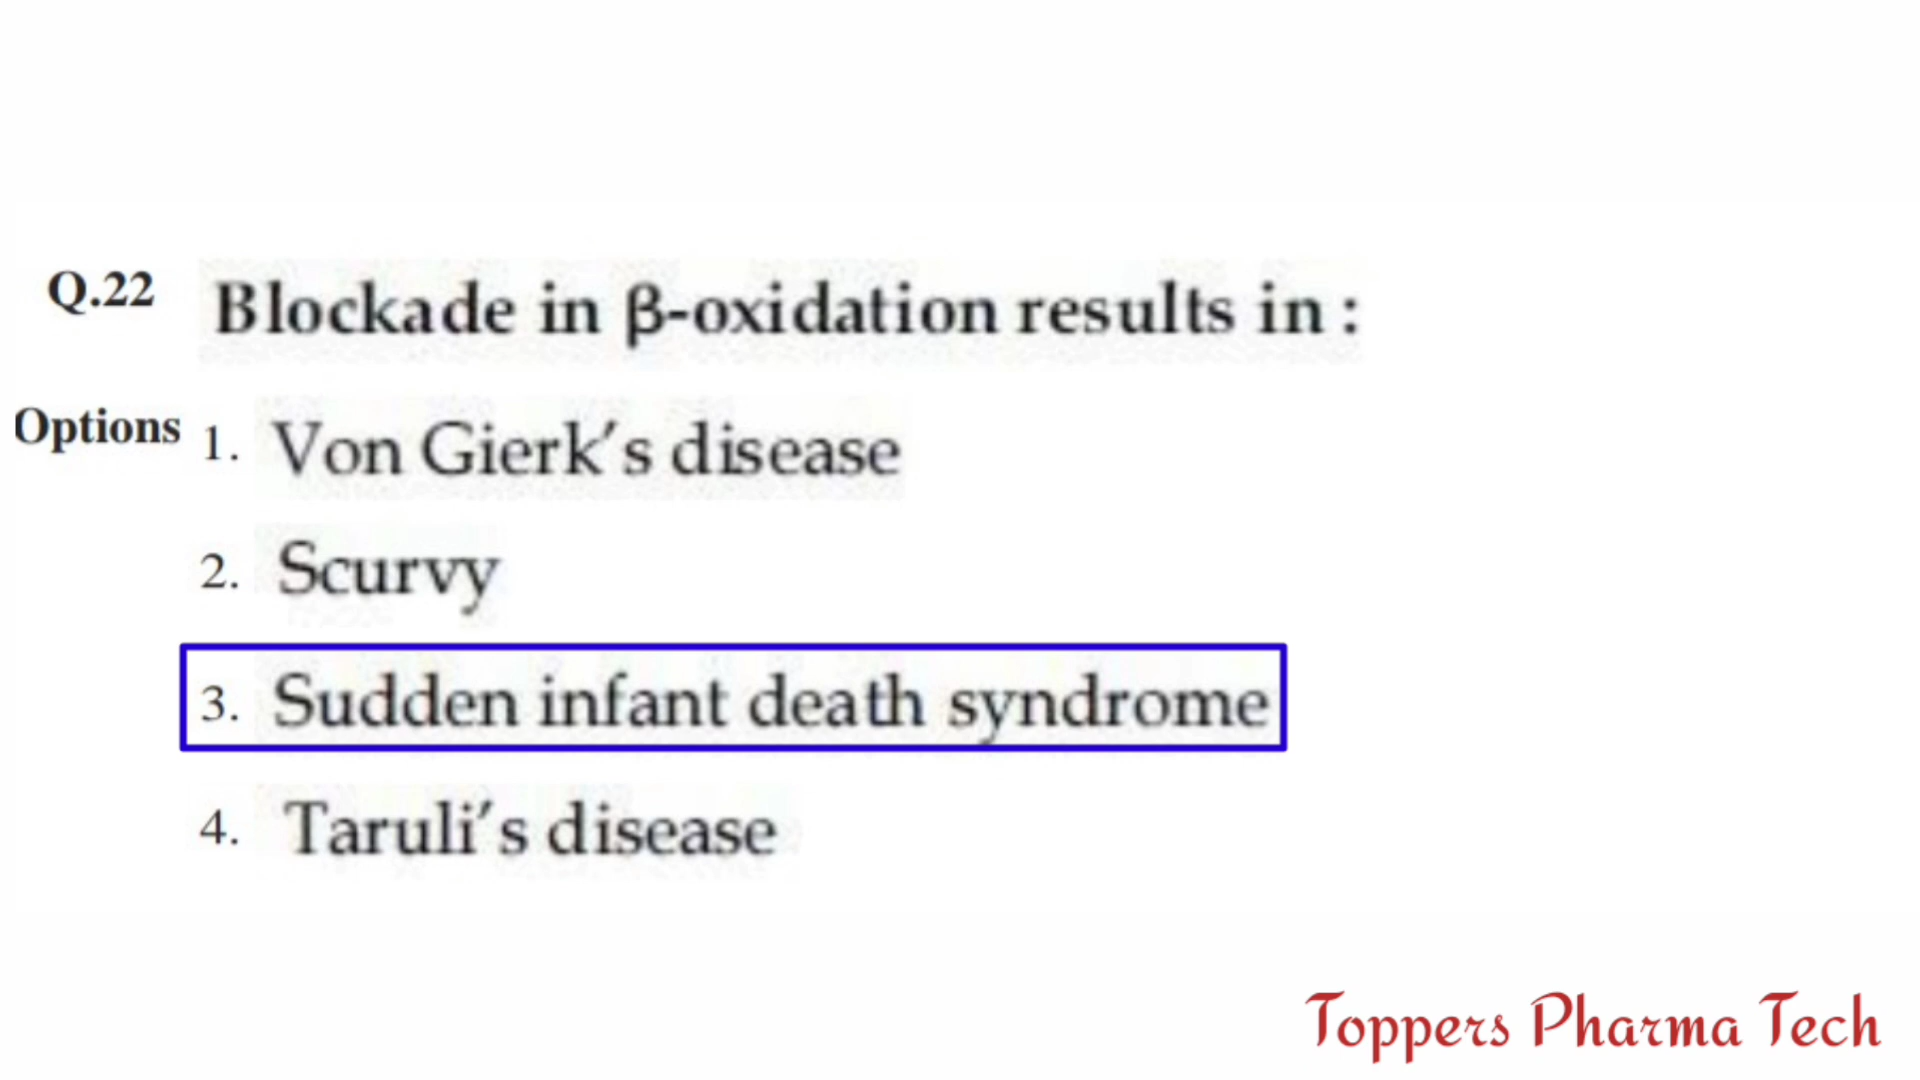 Q.22 Blockade in β-oxidation results in :
Options 1. Von Gierk's disease
2. Scurvy
3. Sudden infant death syndrome
4. Taruli's disease
Toppers Pharma Tech